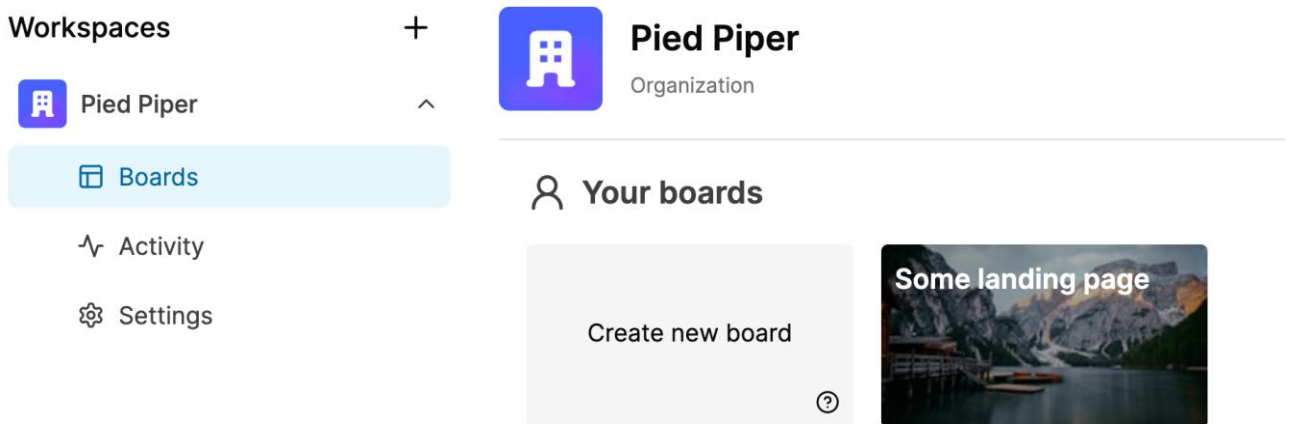 Workspaces
Pied Piper
Boards
Activity
Settings
Pied Piper
Organization
Your boards
Create new board
Some landing page